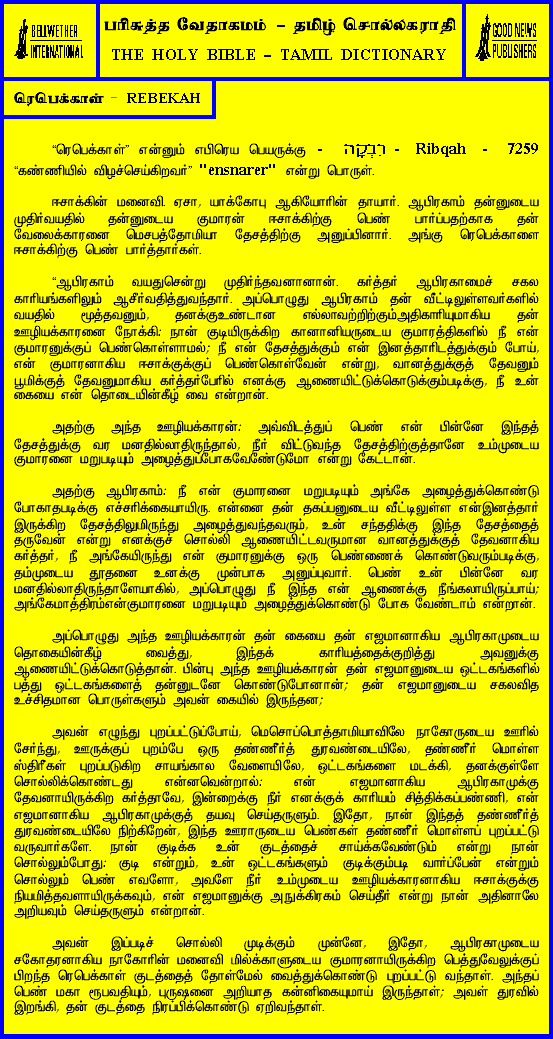 BELLWETHER
INTERNATIONAL
பரிசுத்த வேதாகமம் – தமிழ் சொல்லகராதி
THE HOLY BIBLE – TAMIL DICTIONARY
GOOD NEWS
PUBLISHERS
ரெபெக்காள் – REBEKAH
“ரெபெக்காள்” என்னும் எபிரெய பெயருக்கு - רִבְקָה - Ribqah - 7259
“கண்ணியில் விழச்செய்கிறவர்” "ensnarer" என்று பொருள்.
ஈசாக்கின் மனைவி. ஏசா, யாக்கோபு ஆகியோரின் தாயார். ஆபிரகாம் தன்னுடைய
முதிர்வயதில் தன்னுடைய குமாரன் ஈசாக்கிற்கு பெண் பார்ப்பதற்காக தன்
வேலைக்காரனை மெசபத்தோமியா தேசத்திற்கு அனுப்பினார். அங்கு ரெபெக்காளை
ஈசாக்கிற்கு பெண் பார்த்தார்கள்.
“ஆபிரகாம் வயதுசென்று முதிர்ந்தவனானான். கர்த்தர் ஆபிரகாமைச் சகல
காரியங்களிலும் ஆசீர்வதித்துவந்தார். அப்பொழுது ஆபிரகாம் தன் வீட்டிலுள்ளவர்களில்
வயதில் மூத்தவனும், தனக்குஉண்டான எல்லாவற்றிற்கும்அதிகாரியுமாகிய தன்
ஊழியக்காரனை நோக்கி: நான் குடியிருக்கிற கானானியருடைய குமாரத்திகளில் நீ என்
குமாரனுக்குப் பெண்கொள்ளாமல்; நீ என் தேசத்துக்கும் என் இனத்தாரிடத்துக்கும் போய்,
என் குமாரனாகிய ஈசாக்குக்குப் பெண்கொள்வேன் என்று, வானத்துக்குத் தேவனும்
பூமிக்குத் தேவனுமாகிய கர்த்தர்பேரில் எனக்கு ஆணையிட்டுக்கொடுக்கும்படிக்கு, நீ உன்
கையை என் தொடையின்கீழ் வை என்றான்.
அதற்கு அந்த ஊழியக்காரன்: அவ்விடத்துப் பெண் என் பின்னே இந்தத்
தேசத்துக்கு வர மனதில்லாதிருந்தால், நீர் விட்டுவந்த தேசத்திற்குத்தானே உம்முடைய
குமாரனை மறுபடியும் அழைத்துப்போகவேண்டுமோ என்று கேட்டான்.
அதற்கு ஆபிரகாம்: நீ என் குமாரனை மறுபடியும் அங்கே அழைத்துக்கொண்டு
போகாதபடிக்கு எச்சரிக்கையாயிரு. என்னை தன் தகப்பனுடைய வீட்டிலுள்ள என்இனத்தார்
இருக்கிற தேசத்திலுமிருந்து அழைத்துவந்தவரும், உன் சந்ததிக்கு இந்த தேசத்தைத்
தருவேன் என்று எனக்குச் சொல்லி ஆணையிட்டவருமான வானத்துக்குத் தேவனாகிய
கர்த்தர், நீ அங்கேயிருந்து என் குமாரனுக்கு ஒரு பெண்ணைக் கொண்டுவரும்படிக்கு,
தம்முடைய தூதனை உனக்கு முன்பாக அனுப்புவார். பெண் உன் பின்னே வர
மனதில்லாதிருந்தாளேயாகில், அப்பொழுது நீ இந்த என் ஆணைக்கு நீங்கலாயிருப்பாய்;
அங்கேமாத்திரம்என்குமாரனை மறுபடியும் அழைத்துக்கொண்டு போக வேண்டாம் என்றான்.
அப்பொழுது அந்த ஊழியக்காரன் தன் கையை தன் எஜமானாகிய ஆபிரகாமுடைய
தொகையின்கீழ் வைத்து, இந்தக் காரியத்தைக்குறித்து அவனுக்கு
ஆணையிட்டுக்கொடுத்தான். பின்பு அந்த ஊழியக்காரன் தன் எஜமானுடைய ஒட்டகங்களில்
பத்து ஒட்டகங்களைத் தன்னுடனே கொண்டுபோனான்; தன் எஜமானுடைய சகலவித
உச்சிதமான பொருள்களும் அவன் கையில் இருந்தன;
அவன் எழுந்து புறப்பட்டுப்போய், மெசொப்பொத்தாமியாவிலே நாகோருடைய ஊரில்
சேர்ந்து, ஊருக்குப் புறம்பே ஒரு தண்ணீர்த் துரவண்டையிலே, தண்ணீர் மொள்ள
ஸ்திரீகள் புறப்படுகிற சாயங்கால வேளையிலே, ஒட்டகங்களை மடக்கி, தனக்குள்ளே
சொல்லிக்கொண்டது என்னவென்றால்: என் எஜமானாகிய ஆபிரகாமுக்கு
தேவனாயிருக்கிற கர்த்தாவே, இன்றைக்கு நீர் எனக்குக் காரியம் சித்திக்கப்பண்ணி, என்
எஜமானாகிய ஆபிரகாமுக்குத் தயவு செய்தருளும். இதோ, நான் இந்தத் தண்ணீர்த்
துரவண்டையிலே நிற்கிறேன், இந்த ஊராருடைய பெண்கள் தண்ணீர் மொள்ளப் புறப்பட்டு
வருவார்களே. நான் குடிக்க உன் குடத்தைச் சாய்க்கவேண்டும் என்று நான்
சொல்லும்போது: குடி என்றும், உன் ஒட்டகங்களும் குடிக்கும்படி வார்ப்பேன் என்றும்
சொல்லும் பெண் எவளோ, அவளே நீர் உம்முடைய ஊழியக்காரனாகிய ஈசாக்குக்கு
நியமித்தவளாயிருக்கவும், என் எஜமானுக்கு அநுக்கிரகம் செய்தீர் என்று நான் அதினாலே
அறியவும் செய்தருளும் என்றான்.
அவன் இப்படிச் சொல்லி முடிக்கும் முன்னே, இதோ, ஆபிரகாமுடைய
சகோதரனாகிய நாகோரின் மனைவி மில்க்காளுடைய குமாரனாயிருக்கிற பெத்துவேலுக்குப்
பிறந்த ரெபெக்காள் குடத்தைத் தோள்மேல் வைத்துக்கொண்டு புறப்பட்டு வந்தாள். அந்தப்
பெண் மகா ரூபவதியும், புருஷனை அறியாத கன்னிகையுமாய் இருந்தாள்; அவள் துரவில்
இறங்கி, தன் குடத்தை நிரப்பிக்கொண்டு ஏறிவந்தாள்.